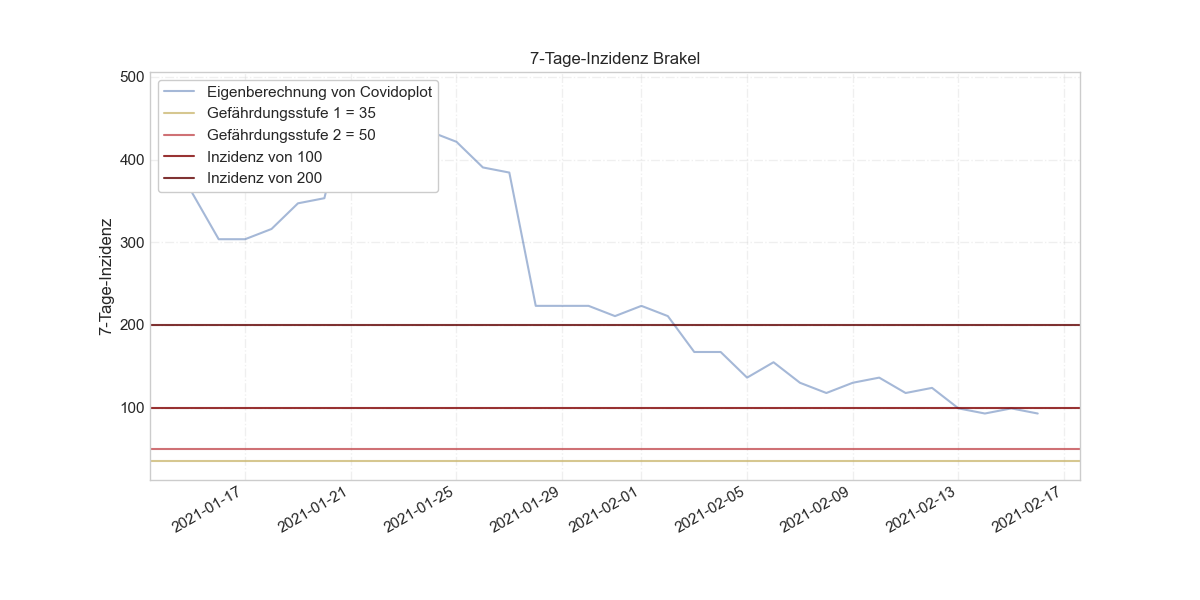 7-Tage-Inzidenz Brakel
500
400
300
200
100
7-Tage-Inzidenz
Eigenberechnung von Covidoplot
Gefährdungsstufe 1 = 35
Gefährdungsstufe 2 = 50
Inzidenz von 100
Inzidenz von 200
2021-01-17
2021-01-21
2021-01-25
2021-01-29
2021-02-01
2021-02-05
2021-02-09
2021-02-13
2021-02-17